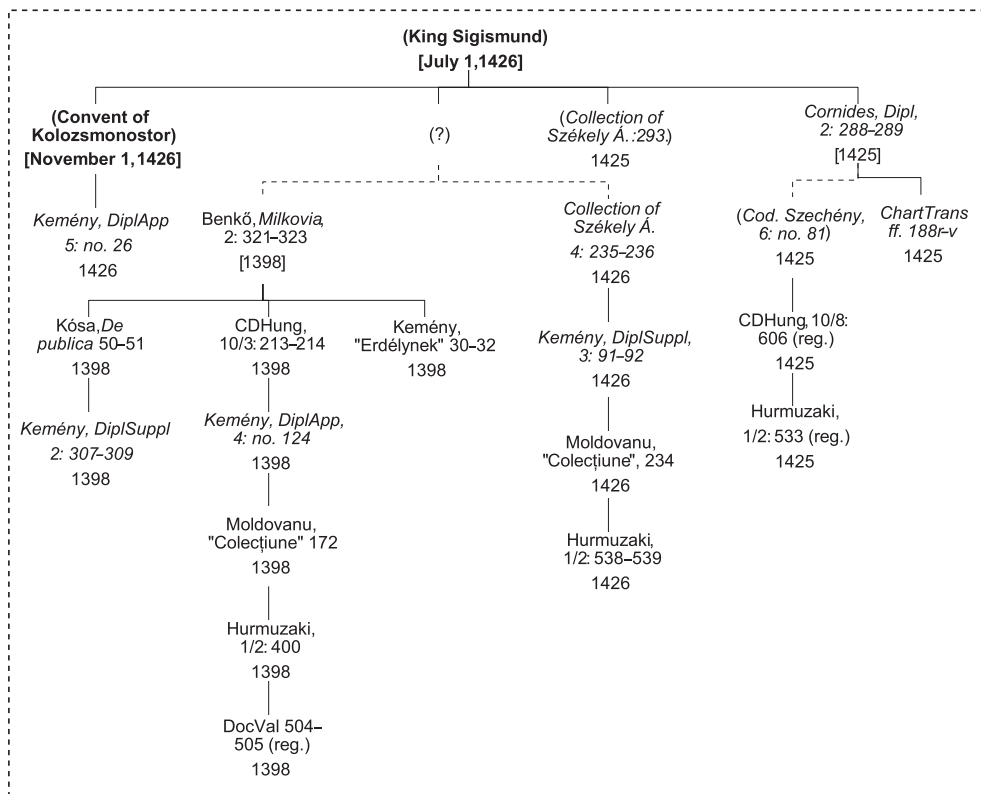 (King Sigismund)
[July 1,1426]
(Convent of
Kolozsmonostor)
[November 1, 1426]
Kemény, DiplApp
5: no. 26
1426
(?)
Benkő, Milkovia,
2: 321–323
[1398]
Kósa, De
publica 50–51
1398
Kemény, DiplSuppl
2: 307–309
1398
CDHung,
10/3: 213–214
1398
Kemény, DiplApp,
4: no. 124
1398
Moldovanu,
"Colecțiune" 172
1398
Hurmuzaki,
1/2: 400
1398
DocVal 504–
505 (reg.)
1398
Kemény,
"Erdélynek" 30–32
1398
(Collection of
Székely Á.:293.)
1425
Collection of
Székely Á.
4: 235–236
1426
Kemény, DiplSuppl,
3: 91–92
1426
Moldovanu,
"Colecțiune", 234
1426
Hurmuzaki,
1/2: 538–539
1426
Cornides, Dipl,
2: 288–289
[1425]
(Cod. Szechény,
6: no. 81)
1425
CDHung, 10/8:
606 (reg.)
1425
Hurmuzaki,
1/2: 533 (reg.)
1425
ChartTrans
ff. 188r–v
1425